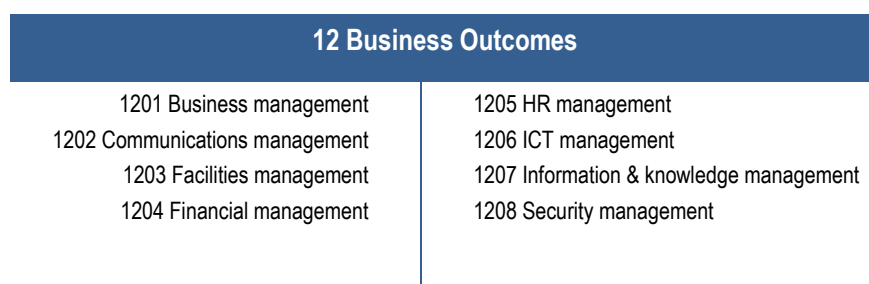 12 Business Outcomes
1201 Business management
1202 Communications management
1203 Facilities management
1204 Financial management
1205 HR management
1206 ICT management
1207 Information & knowledge management
1208 Security management